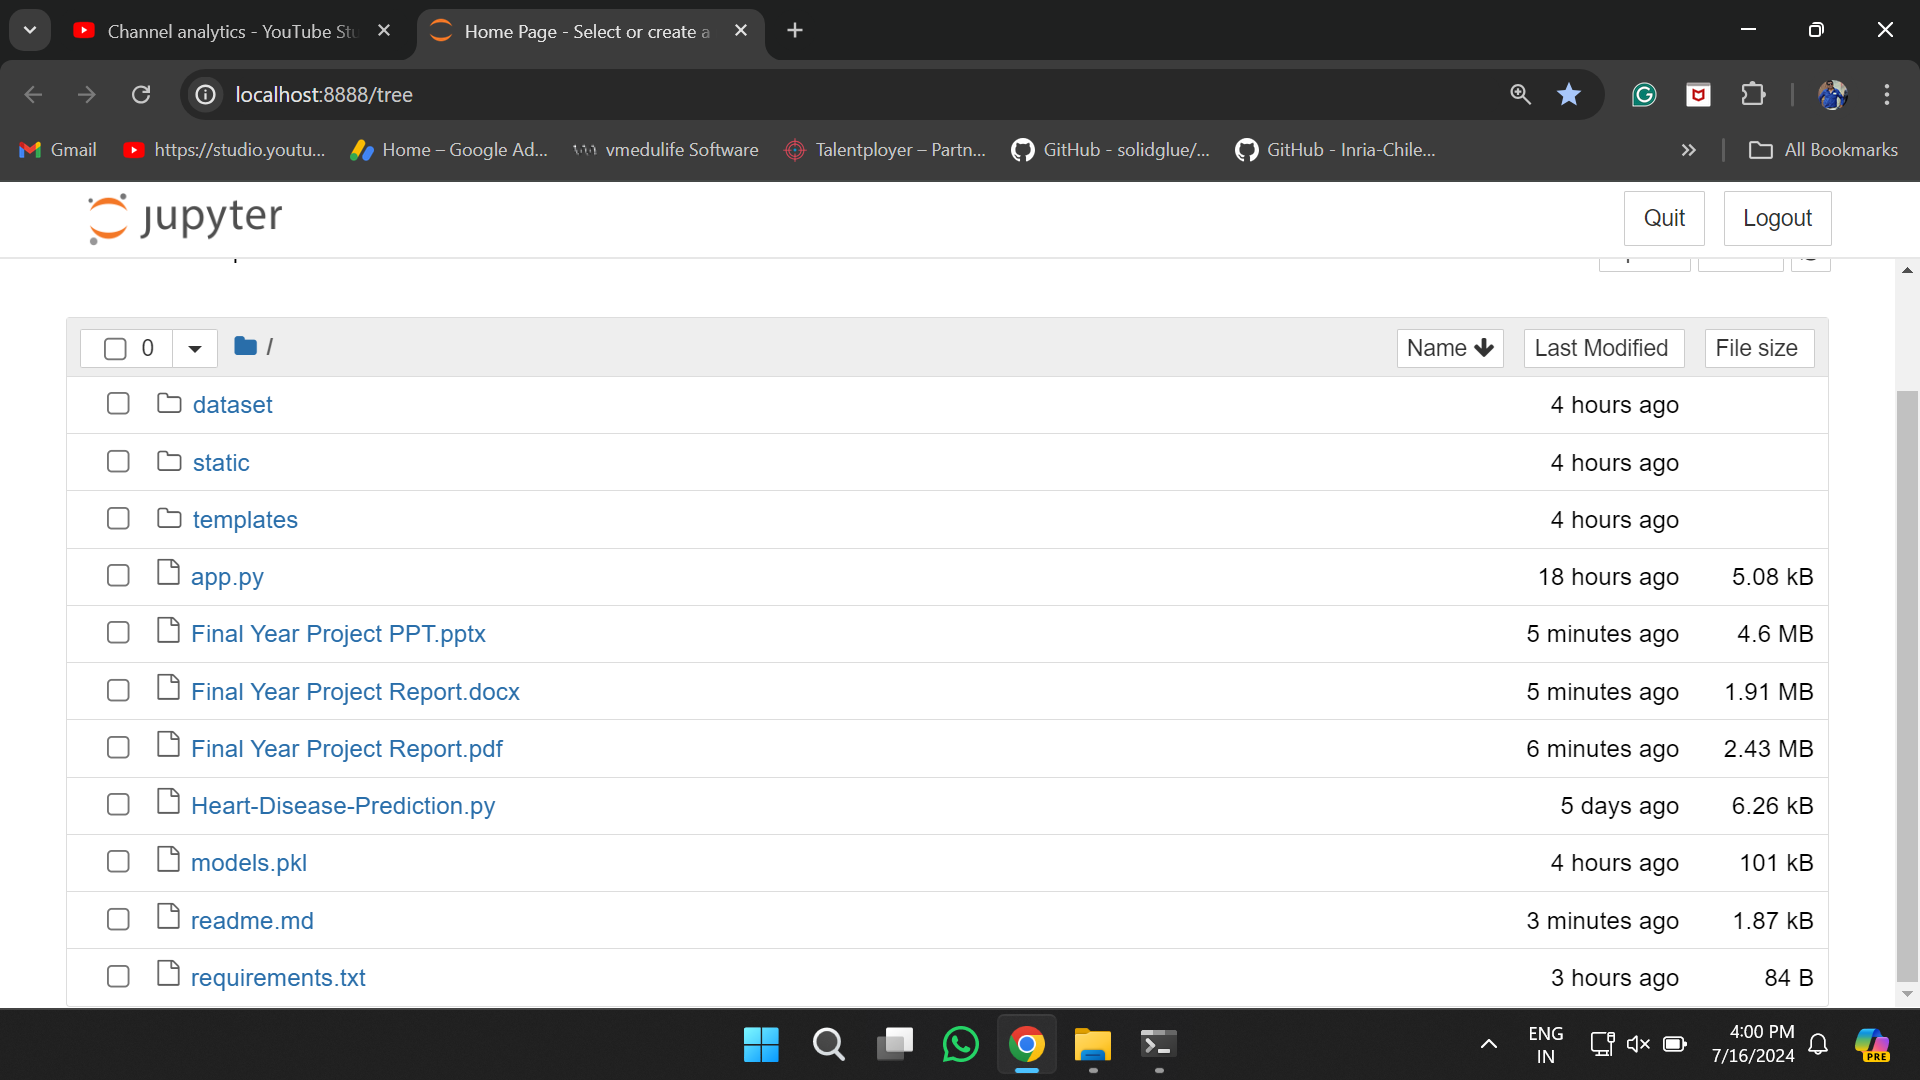 Channel analytics - YouTube Stu
Home Page - Select or create a
localhost:8888/tree
Gmail
https://studio.youtu...
Home – Google Ad...
vmedulife Software
Talentployer – Partn...
GitHub - solidglue/...
GitHub - Inria-Chile...
All Bookmarks
jupyter
Quit
Logout
0
/
Name
Last Modified
File size
dataset
4 hours ago
static
4 hours ago
templates
4 hours ago
app.py
18 hours ago
5.08 kB
Final Year Project PPT.pptx
5 minutes ago
4.6 MB
Final Year Project Report.docx
5 minutes ago
1.91 MB
Final Year Project Report.pdf
6 minutes ago
2.43 MB
Heart-Disease-Prediction.py
5 days ago
6.26 kB
models.pkl
4 hours ago
101 kB
readme.md
3 minutes ago
1.87 kB
requirements.txt
3 hours ago
84 B
ENG
IN
4:00 PM
7/16/2024
PRE